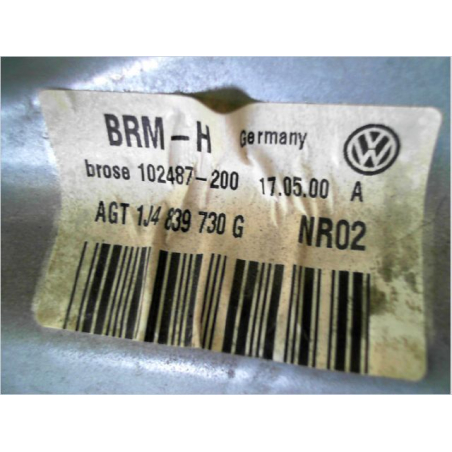 BRM-H Germany
brose 102487-200 17.05.00 A
AGT 1J4 839 730 G NR02